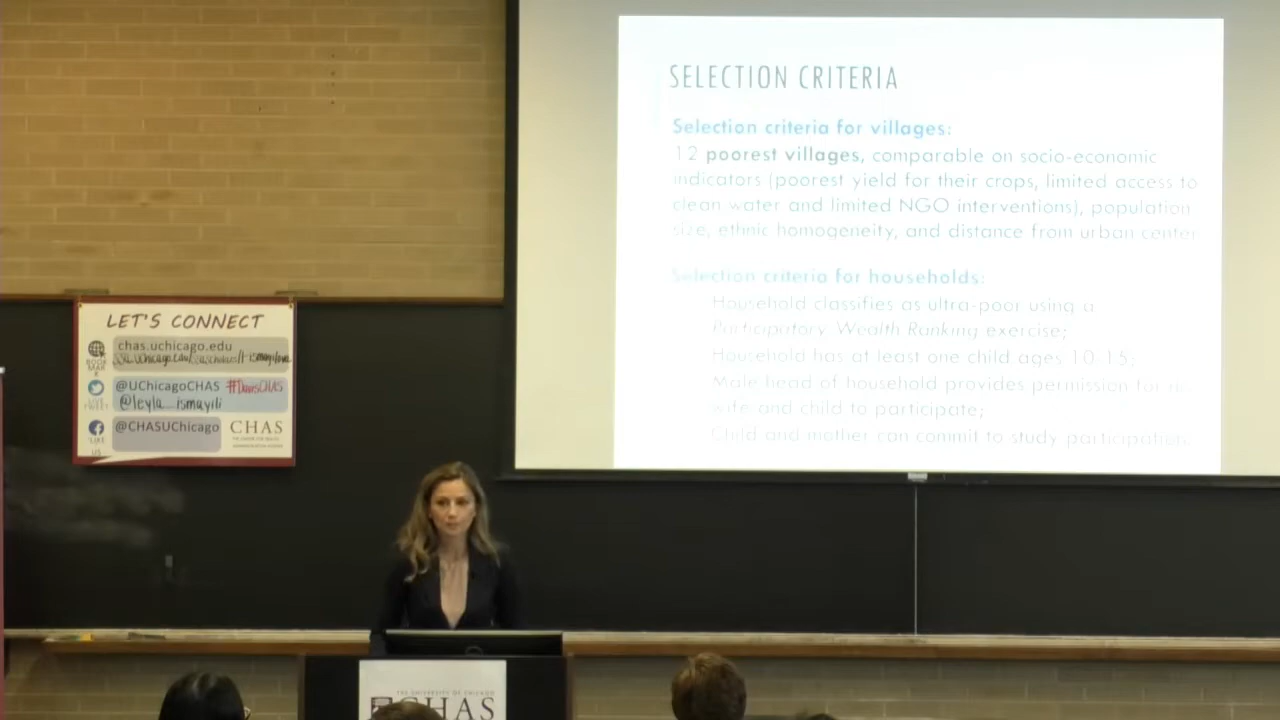 SELECTION CRITERIA
Selection criteria for villages:
12 poorest villages, comparable on socio-economic
indicators (poorest yield for their crops, limited access to
clean water and limited NGO interventions), population
size, ethnic homogeneity, and distance from urban center
Selection criteria for households:
Household classifies as ultra-poor using a
Participatory Wealth Ranking exercise;
Household has at least one child ages 10-15;
Male head of household provides permission for
wife and child to participate;
Child and mother can commit to study participation.
LET'S CONNECT
chas.uchicago.edu
@UChicagoCHAS #DavisCHAS
@leyla_ismayili
@CHASUChicago CHAS
THE UNIVERSITY OF CHICAGO
CHAS